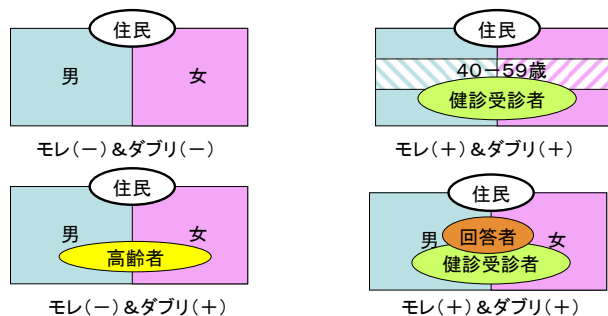 住民
男 女
モレ(－)&ダブリ(－)
住民
40－59歳
健診受診者
モレ(＋)&ダブリ(＋)
住民
男 女
高齢者
モレ(－)&ダブリ(＋)
住民
男 回答者 女
健診受診者
モレ(＋)&ダブリ(＋)